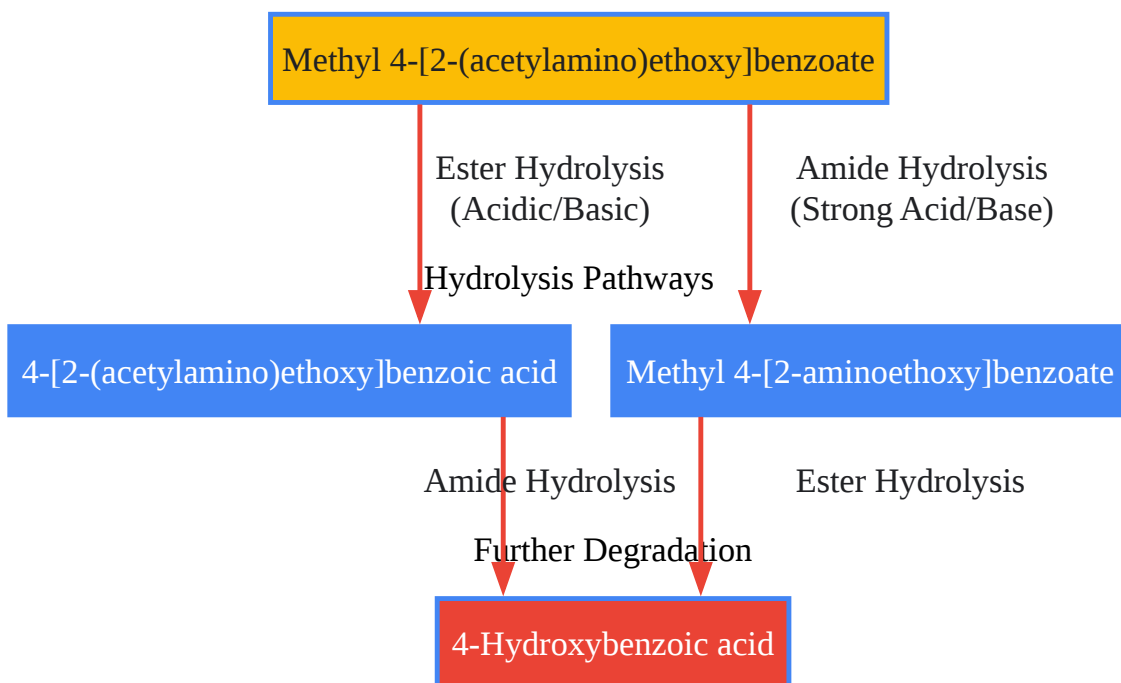 Methyl 4-[2-(acetylamino)ethoxy]benzoate
Ester Hydrolysis
(Acidic/Basic)
Amide Hydrolysis
(Strong Acid/Base)
Hydrolysis Pathways
4-[2-(acetylamino)ethoxy]benzoic acid
Methyl 4-[2-aminoethoxy]benzoate
Amide Hydrolysis
Ester Hydrolysis
Further Degradation
4-Hydroxybenzoic acid